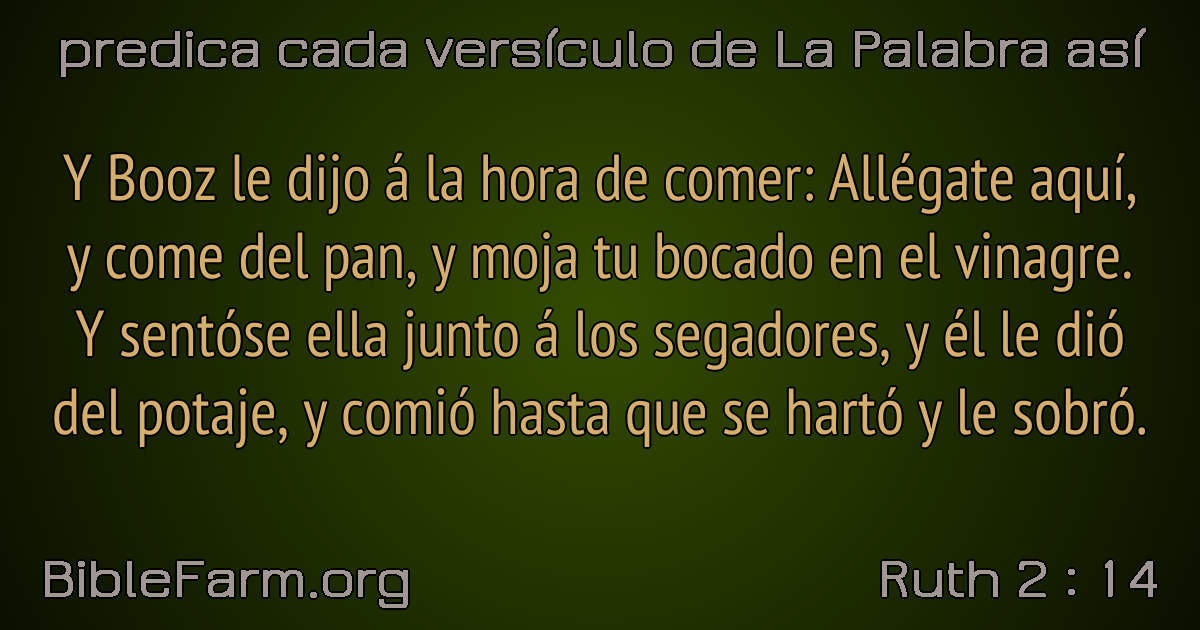 predica cada versículo de La Palabra así
Y Booz le dijo á la hora de comer: Allégate aquí,
y come del pan, y moja tu bocado en el vinagre.
Y sentóse ella junto á los segadores, y él le dió
del potaje, y comió hasta que se hartó y le sobró.
BibleFarm.org
Ruth 2 : 14